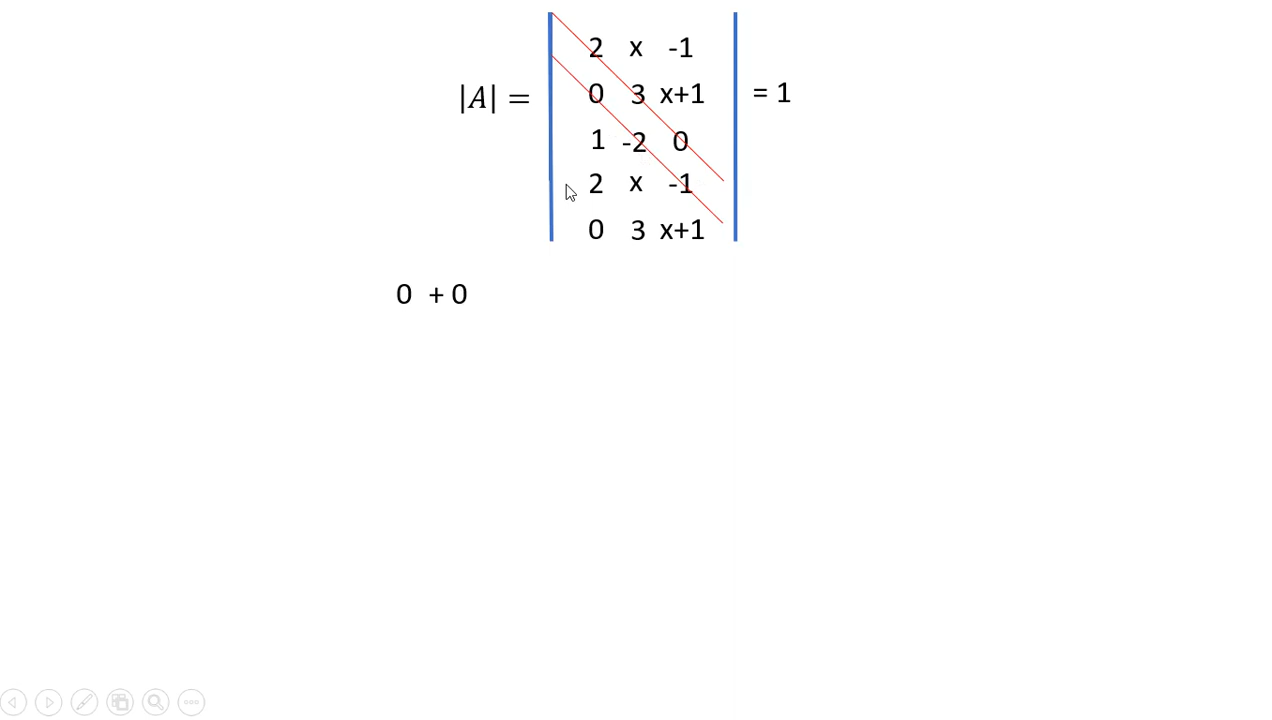 2 x -1
|A| = 0 3 x+1 = 1
1 -2 0
2 x -1
0 3 x+1
0 + 0